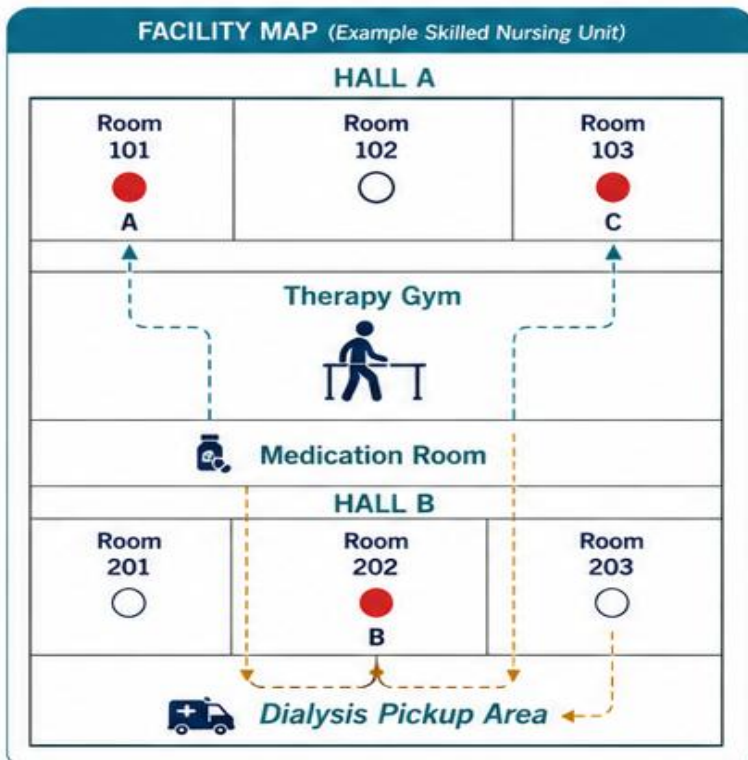 FACILITY MAP (Example Skilled Nursing Unit)
HALL A
Room
101
A
Room
102
Room
103
C
Therapy Gym
Medication Room
HALL B
Room
201
Room
202
B
Room
203
Dialysis Pickup Area